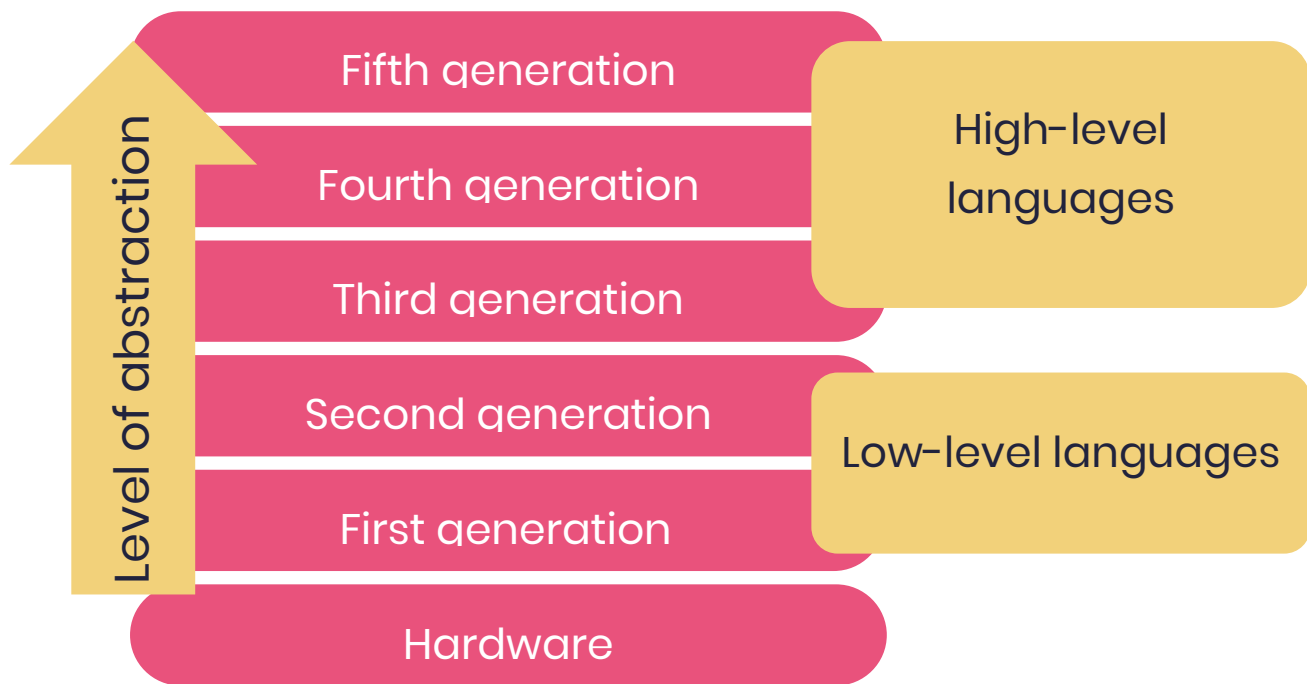 Fifth generation
Fourth generation
Third generation
Second generation
First generation
Hardware
High-level
languages
Low-level languages
Level of abstraction